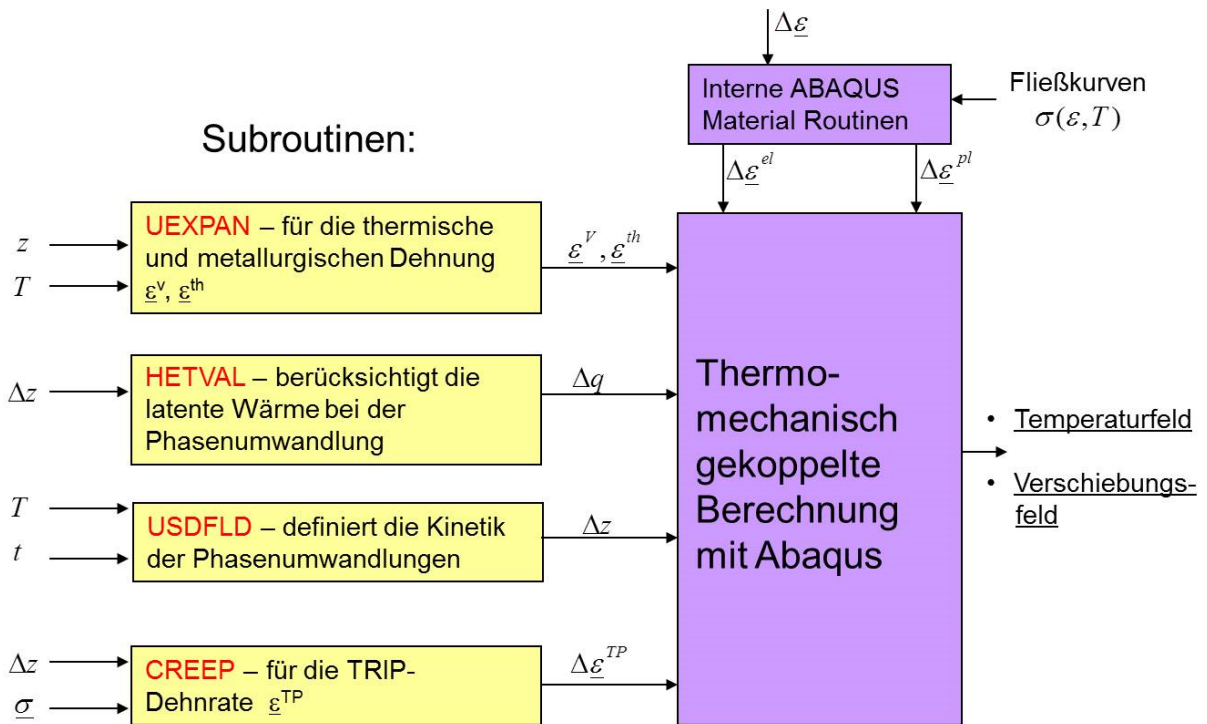 Δε
Interne ABAQUS
Material Routinen
Fließkurven
σ(ε,T)
Subroutinen:
Δε^el
Δε^pl
z
T
UEXPAN – für die thermische
und metallurgischen Dehnung
ε^v, ε^th
ε^V, ε^th
Δz
HETVAL – berücksichtigt die
latente Wärme bei der
Phasenumwandlung
Δq
T
t
USDFLD – definiert die Kinetik
der Phasenumwandlungen
Δz
Δz
σ
CREEP – für die TRIP-
Dehnrate ε^TP
Δε^TP
Thermo-
mechanisch
gekoppelte
Berechnung
mit Abaqus
• Temperaturfeld
• Verschiebungs-
feld